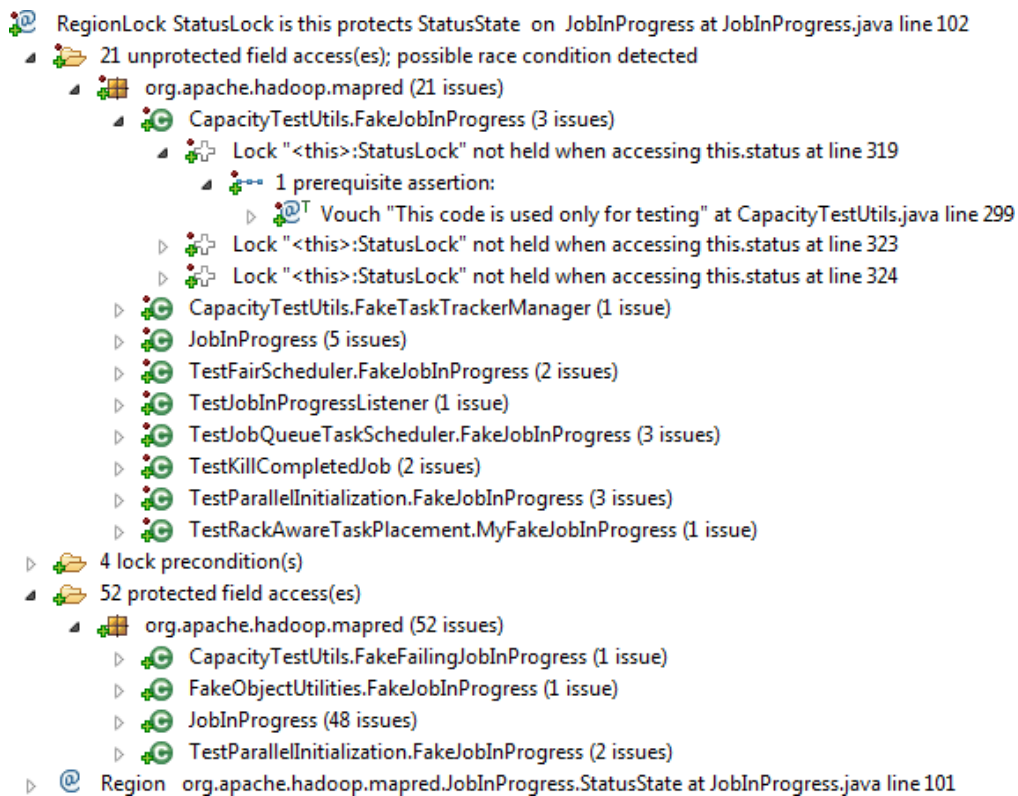 RegionLock StatusLock is this protects StatusState on JobInProgress at JobInProgress.java line 102
21 unprotected field access(es); possible race condition detected
org.apache.hadoop.mapred (21 issues)
CapacityTestUtils.FakeJobInProgress (3 issues)
Lock "<this>:StatusLock" not held when accessing this.status at line 319
1 prerequisite assertion:
Vouch "This code is used only for testing" at CapacityTestUtils.java line 299
Lock "<this>:StatusLock" not held when accessing this.status at line 323
Lock "<this>:StatusLock" not held when accessing this.status at line 324
CapacityTestUtils.FakeTaskTrackerManager (1 issue)
JobInProgress (5 issues)
TestFairScheduler.FakeJobInProgress (2 issues)
TestJobInProgressListener (1 issue)
TestJobQueueTaskScheduler.FakeJobInProgress (3 issues)
TestKillCompletedJob (2 issues)
TestParallelInitialization.FakeJobInProgress (3 issues)
TestRackAwareTaskPlacement.MyFakeJobInProgress (1 issue)
4 lock precondition(s)
52 protected field access(es)
org.apache.hadoop.mapred (52 issues)
CapacityTestUtils.FakeFailingJobInProgress (1 issue)
FakeObjectUtilities.FakeJobInProgress (1 issue)
JobInProgress (48 issues)
TestParallelInitialization.FakeJobInProgress (2 issues)
Region org.apache.hadoop.mapred.JobInProgress.StatusState at JobInProgress.java line 101